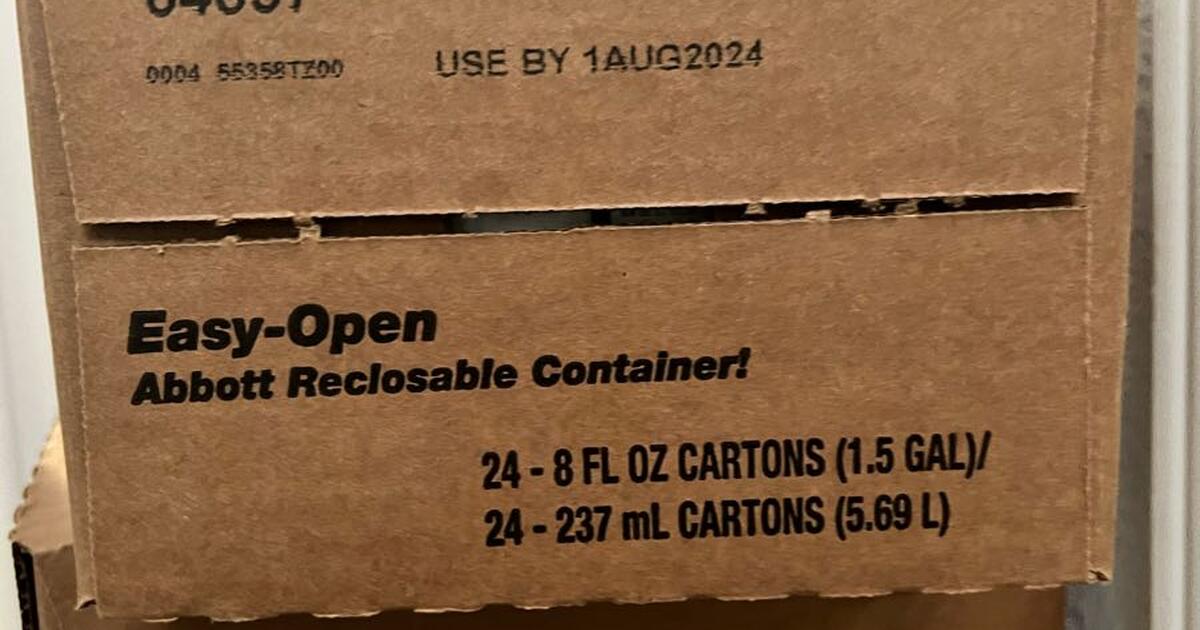 0004 55358TZ00 USE BY 1AUG2024
Easy-Open
Abbott Reclosable Container!
24 - 8 FL OZ CARTONS (1.5 GAL)/
24 - 237 mL CARTONS (5.69 L)